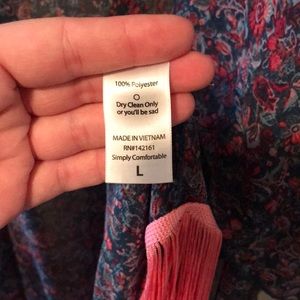 100% Polyester
Dry Clean Only
or you'll be sad
MADE IN VIETNAM
RN#142161
Simply Comfortable
L